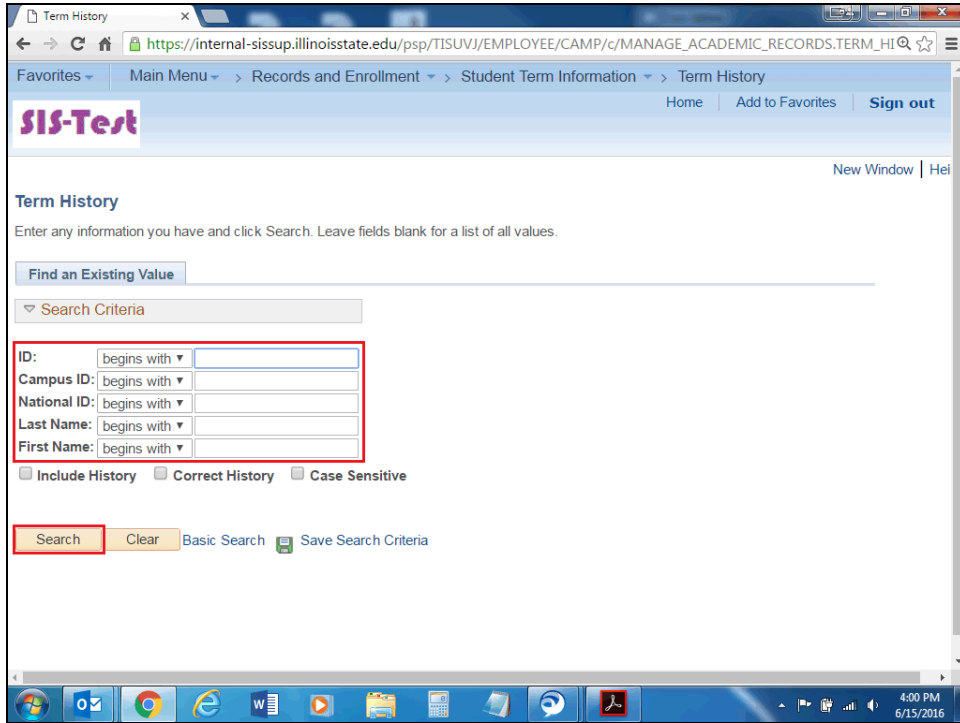 Term History
https://internal-sissup.illinoisstate.edu/psp/TISUVJ/EMPLOYEE/CAMP/c/MANAGE_ACADEMIC_RECORDS.TERM_HI
Favorites Main Menu > Records and Enrollment > Student Term Information > Term History
Home Add to Favorites Sign out
SIS-Test
New Window Hel
Term History
Enter any information you have and click Search. Leave fields blank for a list of all values.
Find an Existing Value
Search Criteria
ID: begins with
Campus ID: begins with
National ID: begins with
Last Name: begins with
First Name: begins with
Include History Correct History Case Sensitive
Search Clear Basic Search Save Search Criteria
4:00 PM
6/15/2016